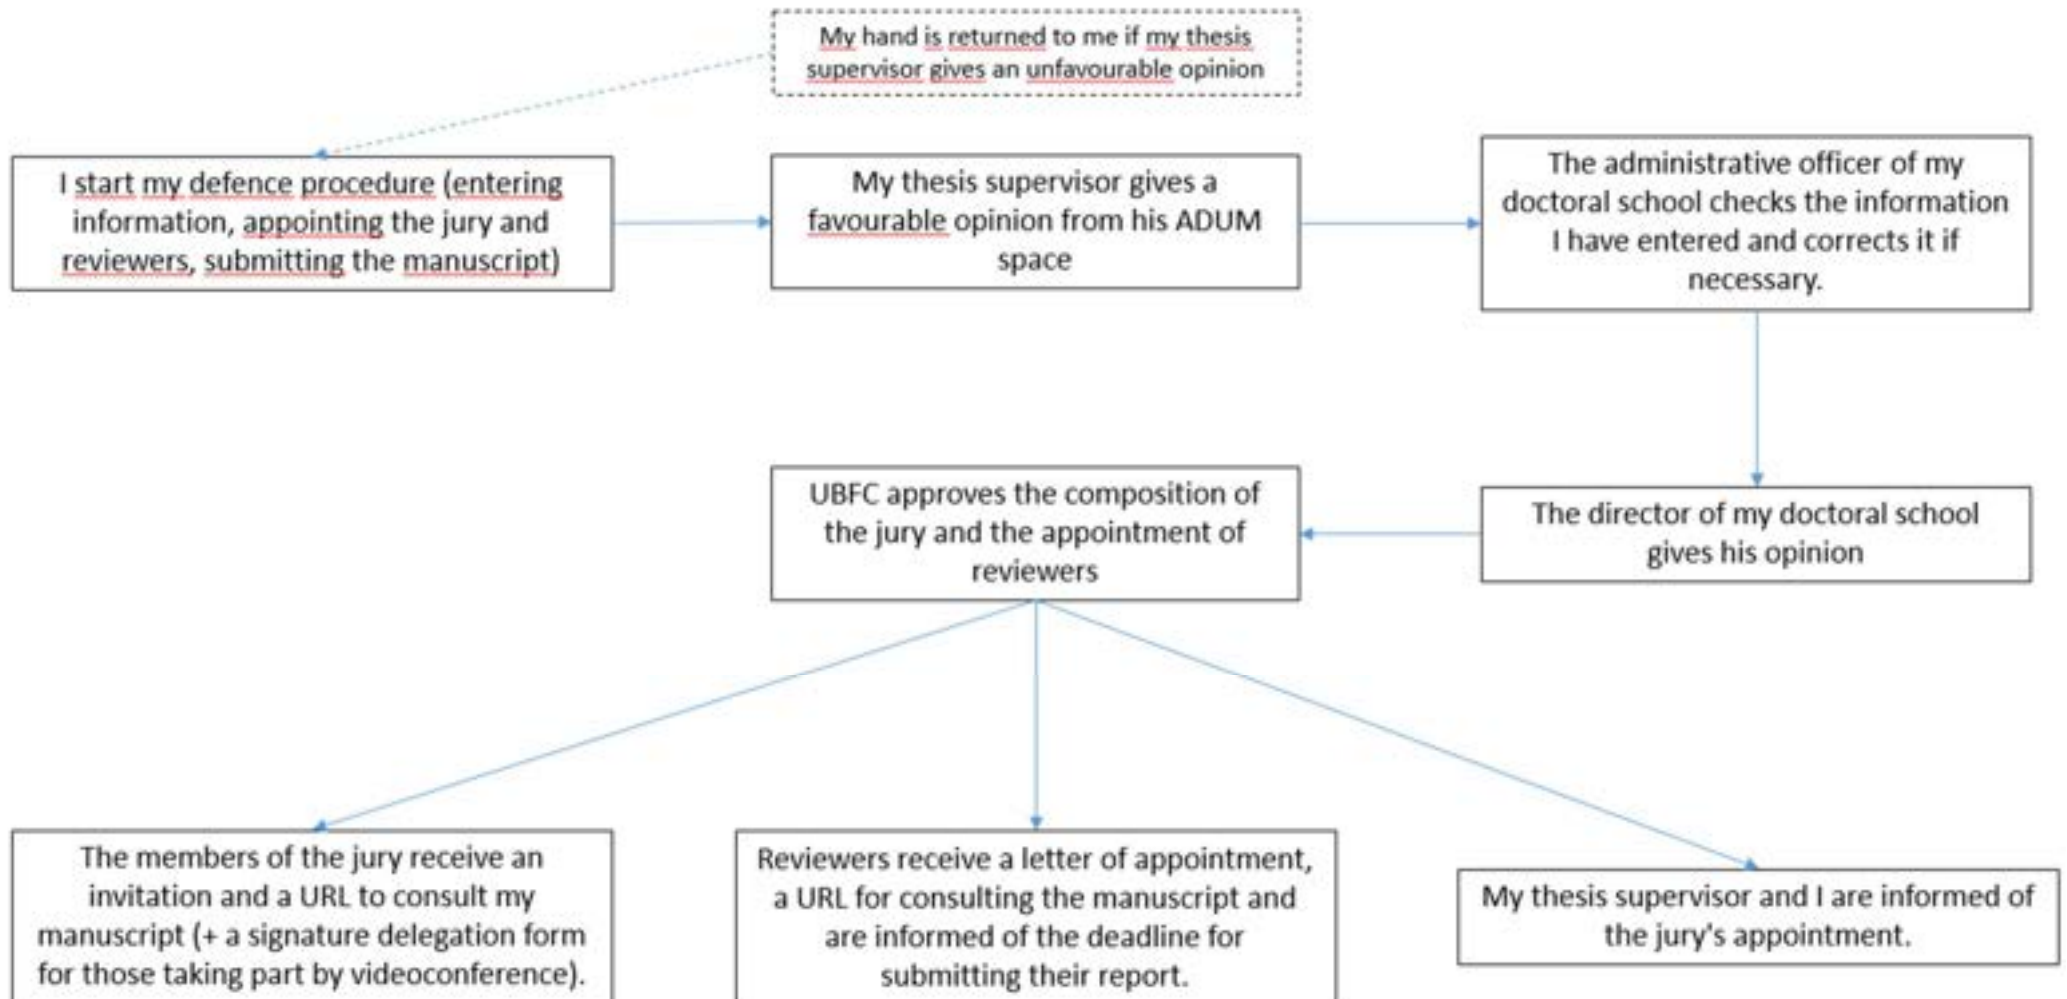 My hand is returned to me if my thesis
supervisor gives an unfavourable opinion
I start my defence procedure (entering
information, appointing the jury and
reviewers, submitting the manuscript)
My thesis supervisor gives a
favourable opinion from his ADUM
space
The administrative officer of my
doctoral school checks the information
I have entered and corrects it if
necessary.
The director of my doctoral school
gives his opinion
UBFC approves the composition of
the jury and the appointment of
reviewers
The members of the jury receive an
invitation and a URL to consult my
manuscript (+ a signature delegation form
for those taking part by videoconference).
Reviewers receive a letter of appointment,
a URL for consulting the manuscript and
are informed of the deadline for
submitting their report.
My thesis supervisor and I are informed of
the jury's appointment.